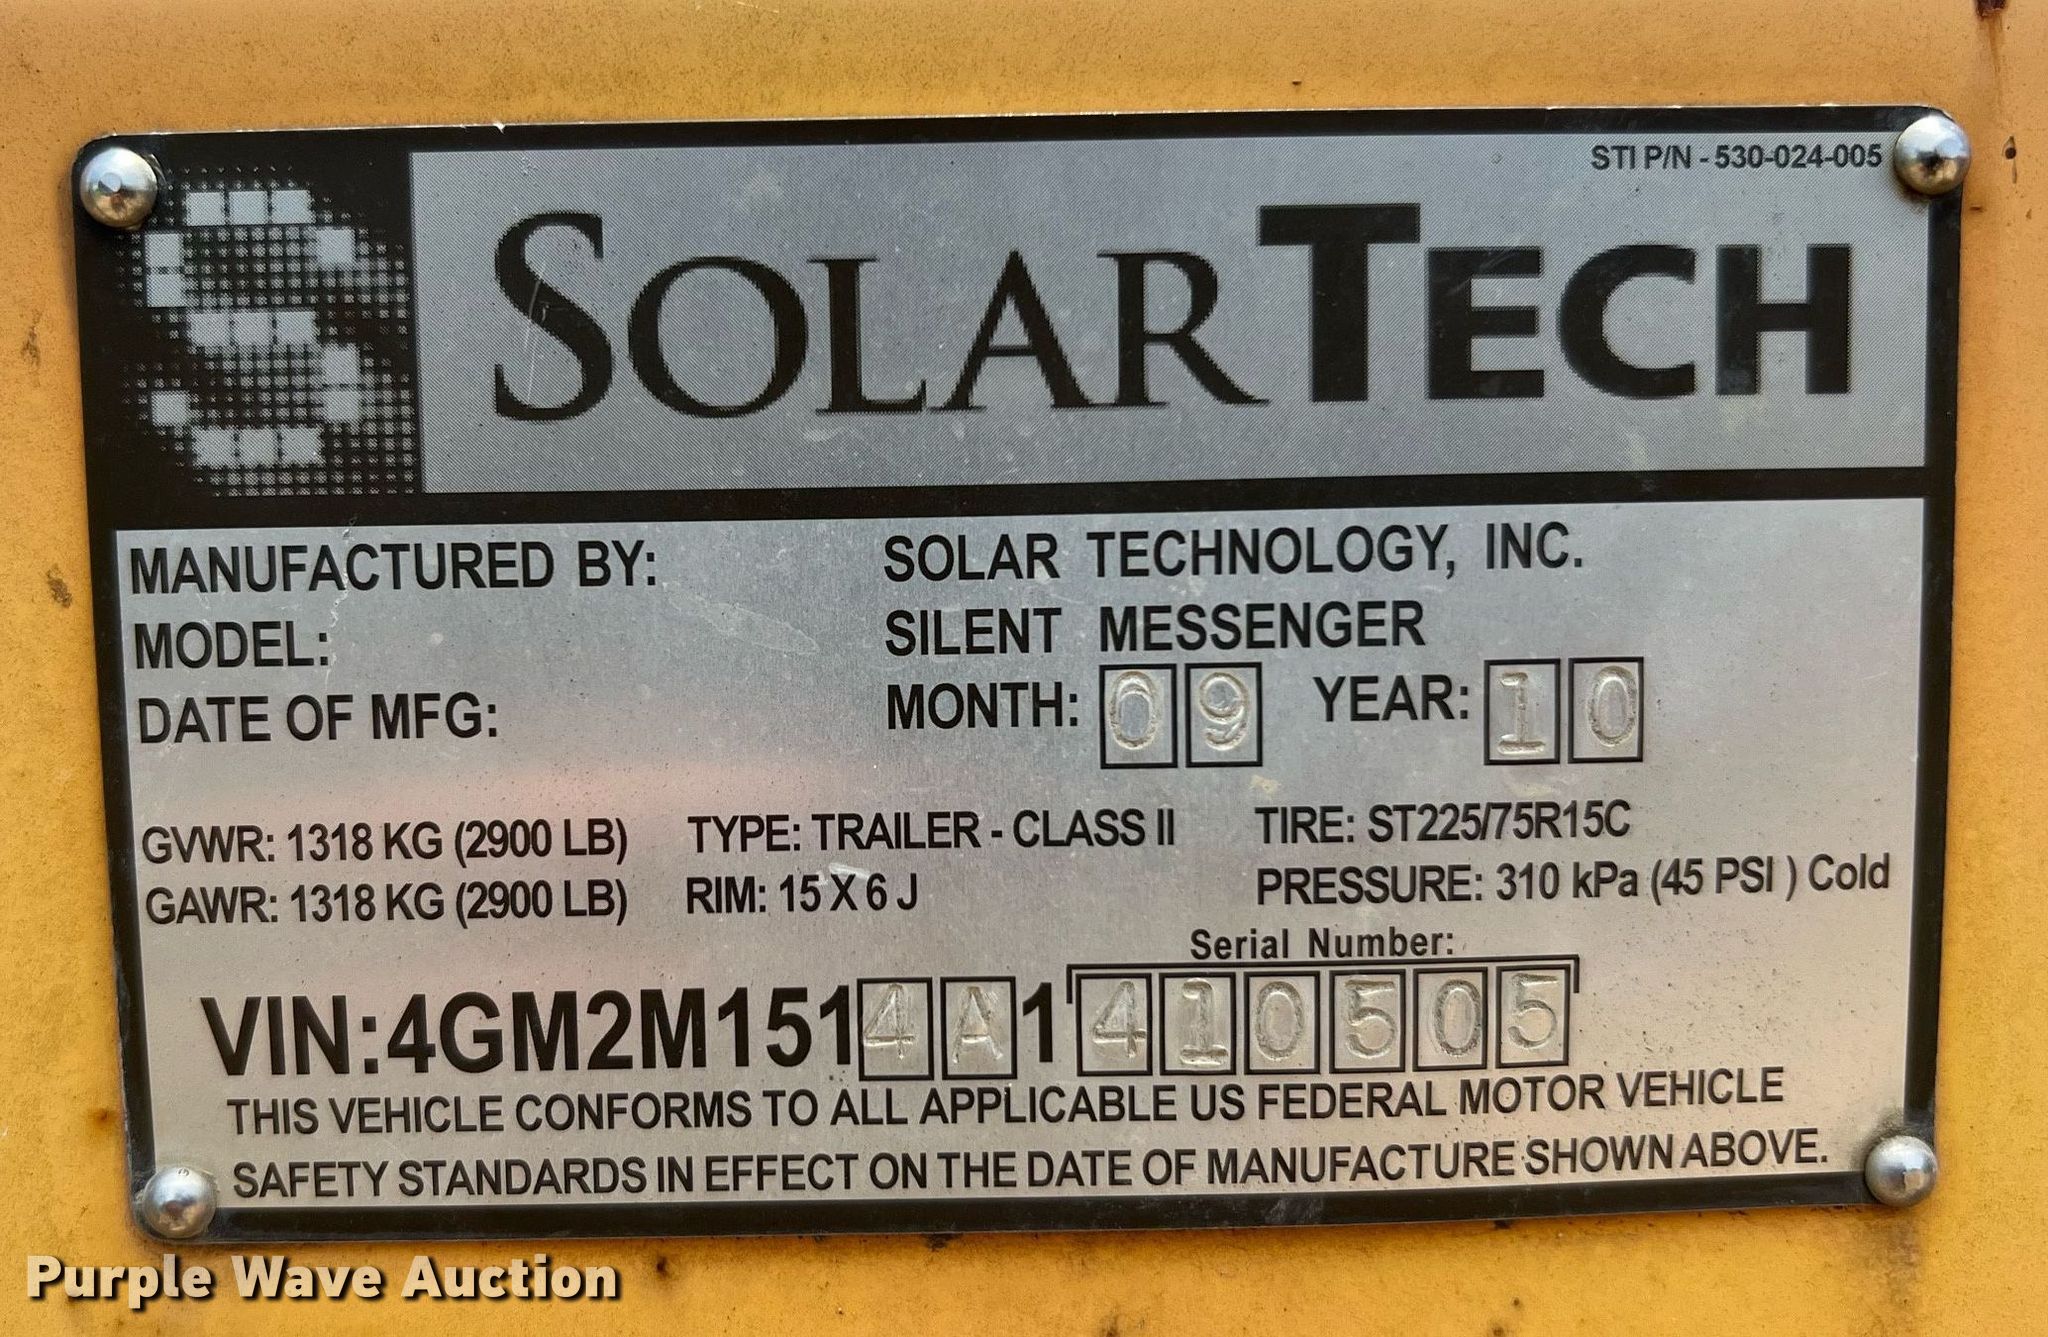 STI P/N - 530-024-005
SOLARTECH
MANUFACTURED BY: SOLAR TECHNOLOGY, INC.
MODEL: SILENT MESSENGER
DATE OF MFG: MONTH: 09 YEAR: 10
GVWR: 1318 KG (2900 LB) TYPE: TRAILER - CLASS II TIRE: ST225/75R15C
GAWR: 1318 KG (2900 LB) RIM: 15 X 6 J PRESSURE: 310 kPa (45 PSI ) Cold
Serial Number:
VIN:4GM2M1514A1410505
THIS VEHICLE CONFORMS TO ALL APPLICABLE US FEDERAL MOTOR VEHICLE
SAFETY STANDARDS IN EFFECT ON THE DATE OF MANUFACTURE SHOWN ABOVE.
Purple Wave Auction